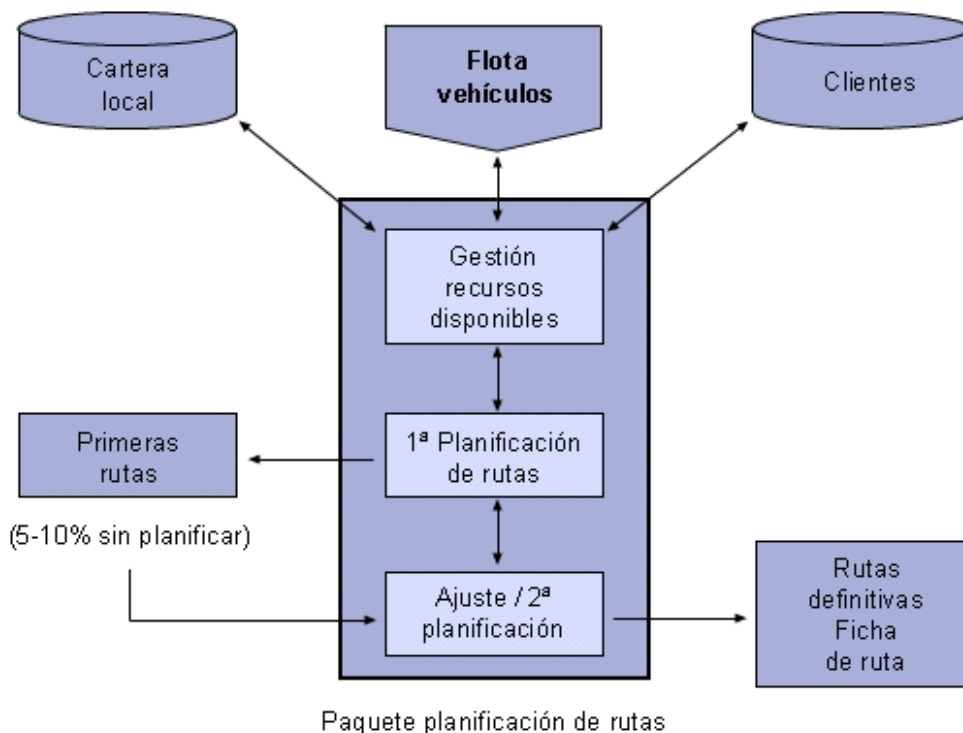 Cartera
local
Flota
vehículos
Clientes
Gestión
recursos
disponibles
Primeras
rutas
1ª Planificación
de rutas
(5-10% sin planificar)
Ajuste / 2ª
planificación
Rutas
definitivas
Ficha
de ruta
Paquete planificación de rutas